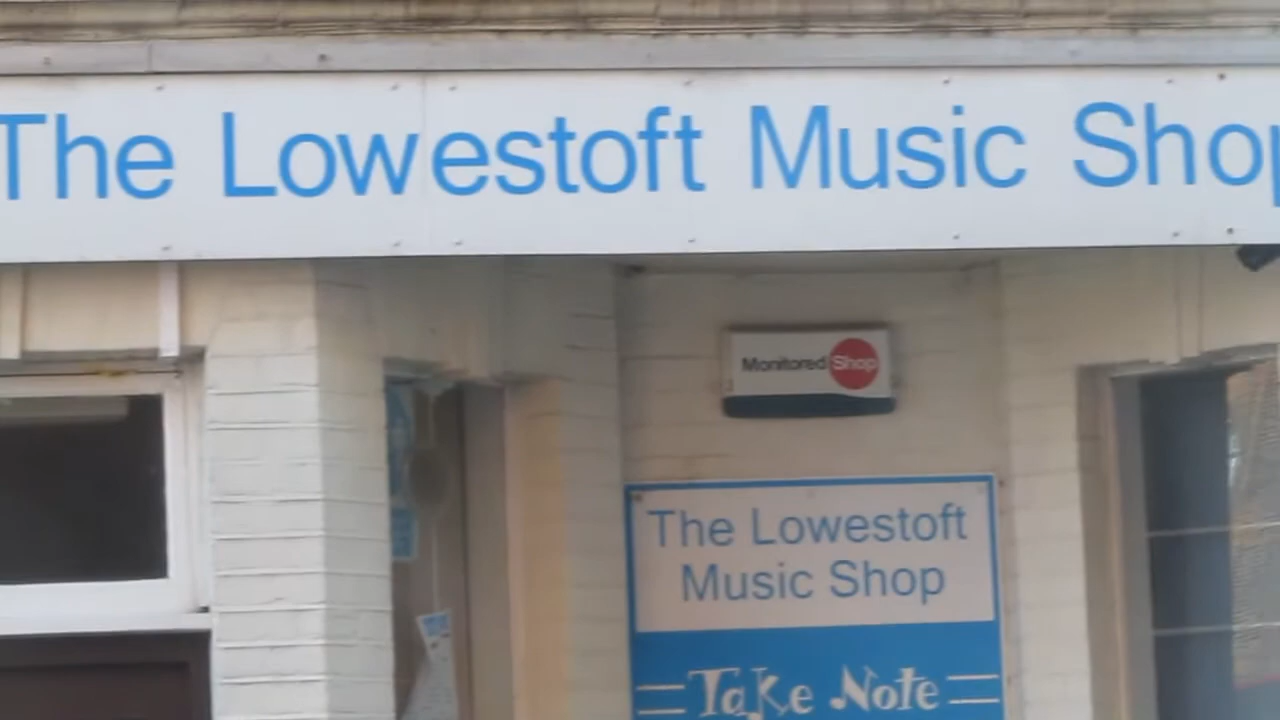 The Lowestoft Music Shop
Monitored Shop
The Lowestoft
Music Shop
Take Note